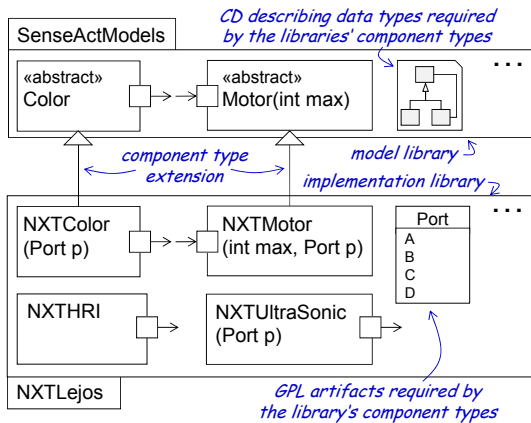 CD describing data types required
by the libraries' component types
SenseActModels
«abstract»
Color
«abstract»
Motor(int max)
...
component type
extension
model library
implementation library
NXTColor
(Port p)
NXTMotor
(int max, Port p)
Port
A
B
C
D
...
NXTHRI
NXTUltraSonic
(Port p)
NXTLejos
GPL artifacts required by
the library's component types